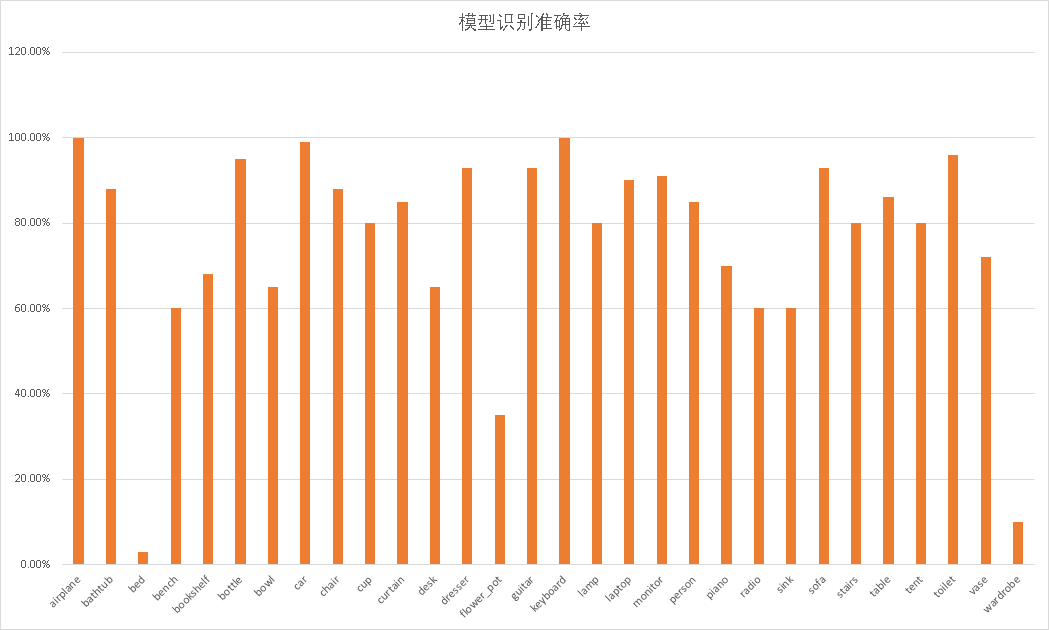 模型识别准确率
120.00%
100.00%
80.00%
60.00%
40.00%
20.00%
0.00%
airplane
bathtub
bed
bench
bookshelf
bottle
bowl
car
chair
cup
curtain
desk
dresser
flower_pot
guitar
keyboard
lamp
laptop
monitor
person
piano
radio
sink
sofa
stairs
table
tent
toilet
vase
wardrobe